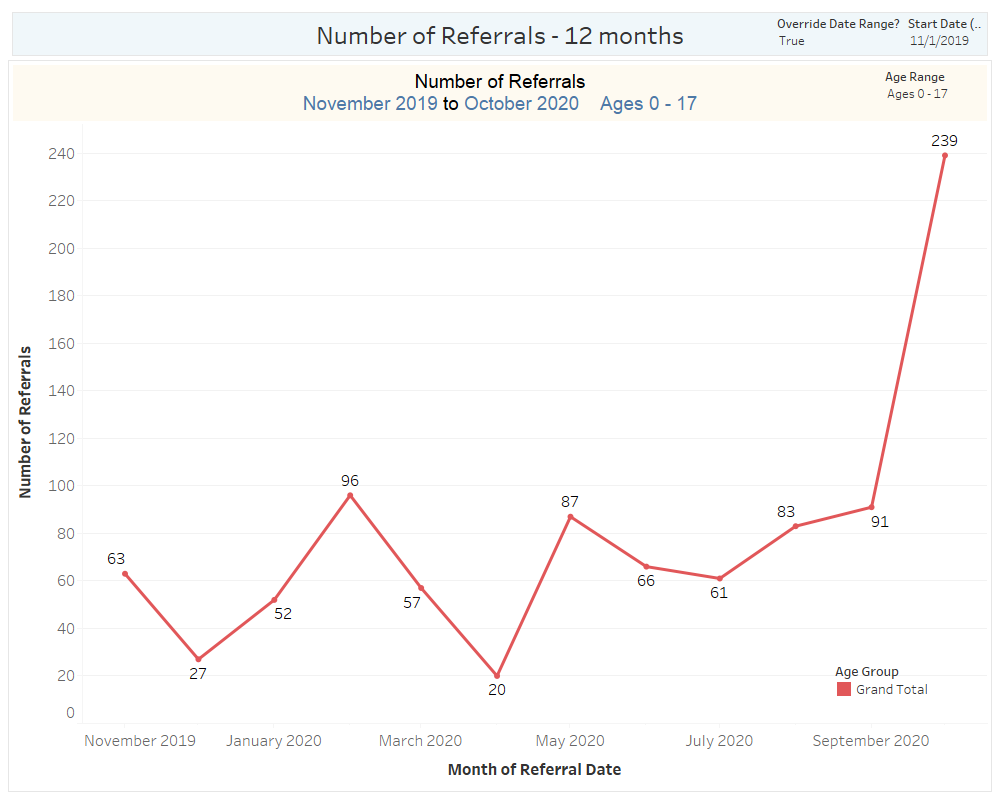 Number of Referrals - 12 months
Override Date Range?
True
Start Date (..
11/1/2019
Number of Referrals
November 2019 to October 2020 Ages 0 - 17
Age Range
Ages 0 - 17
Number of Referrals
240
220
200
180
160
140
120
100
80
60
40
20
0
63
27
52
96
57
20
87
66
61
83
91
239
Age Group
Grand Total
November 2019
January 2020
March 2020
May 2020
July 2020
September 2020
Month of Referral Date